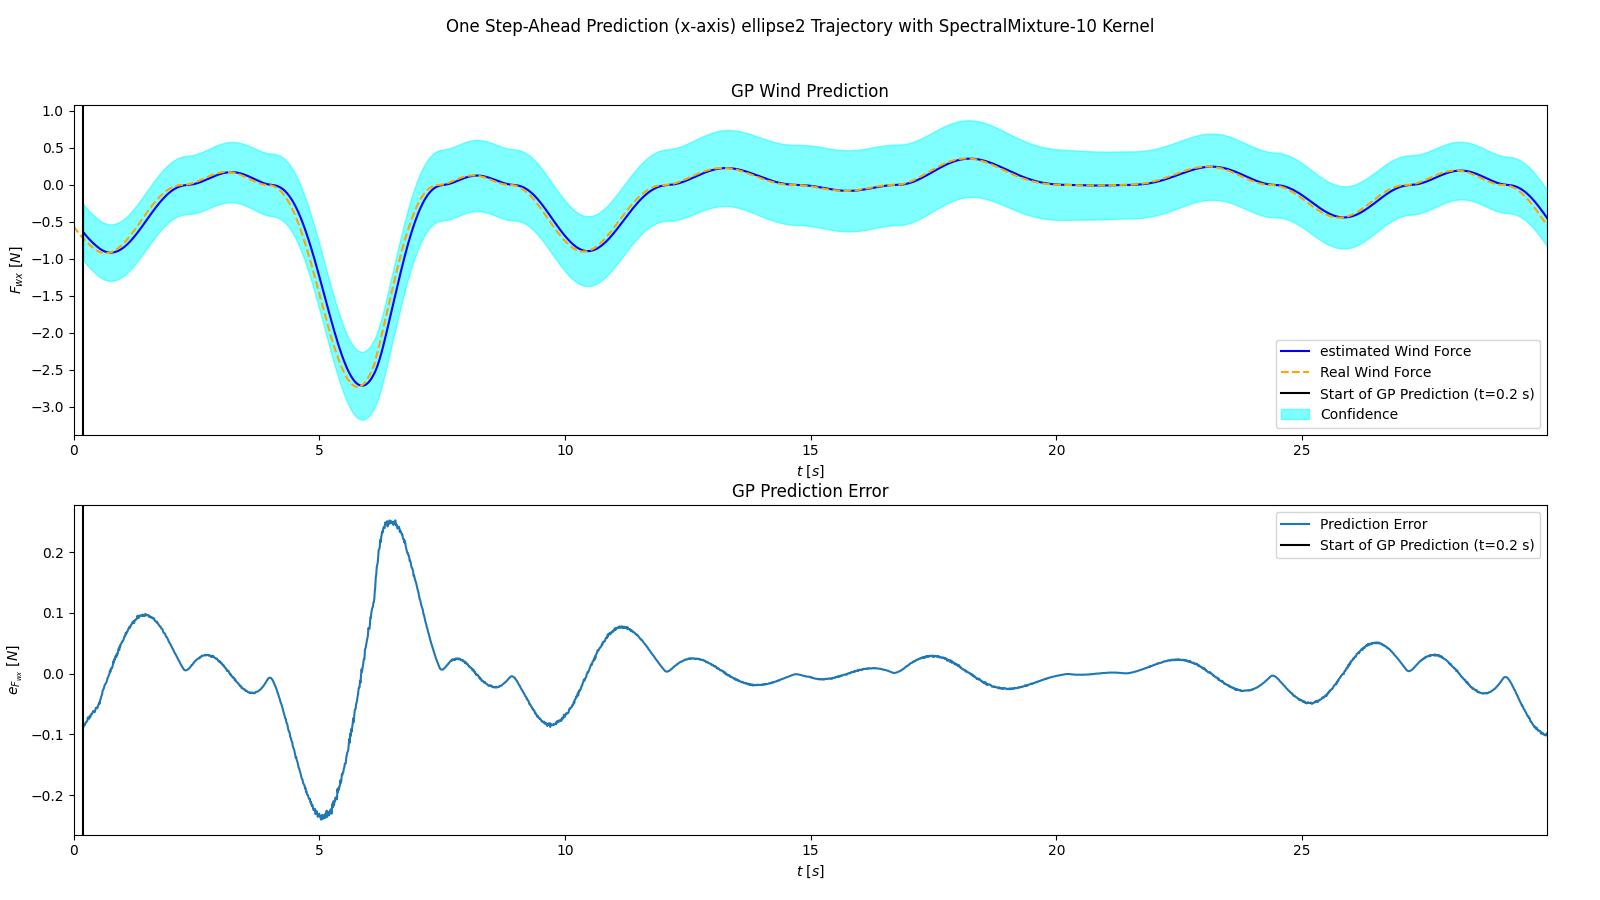 One Step-Ahead Prediction (x-axis) ellipse2 Trajectory with SpectralMixture-10 Kernel
GP Wind Prediction
1.0
0.5
0.0
−0.5
−1.0
−1.5
−2.0
−2.5
−3.0
F_wx [N]
estimated Wind Force
Real Wind Force
Start of GP Prediction (t=0.2 s)
Confidence
0 5 10 15 20 25
t [s]
GP Prediction Error
0.2
0.1
0.0
−0.1
−0.2
e_F_wx [N]
Prediction Error
Start of GP Prediction (t=0.2 s)
0 5 10 15 20 25
t [s]